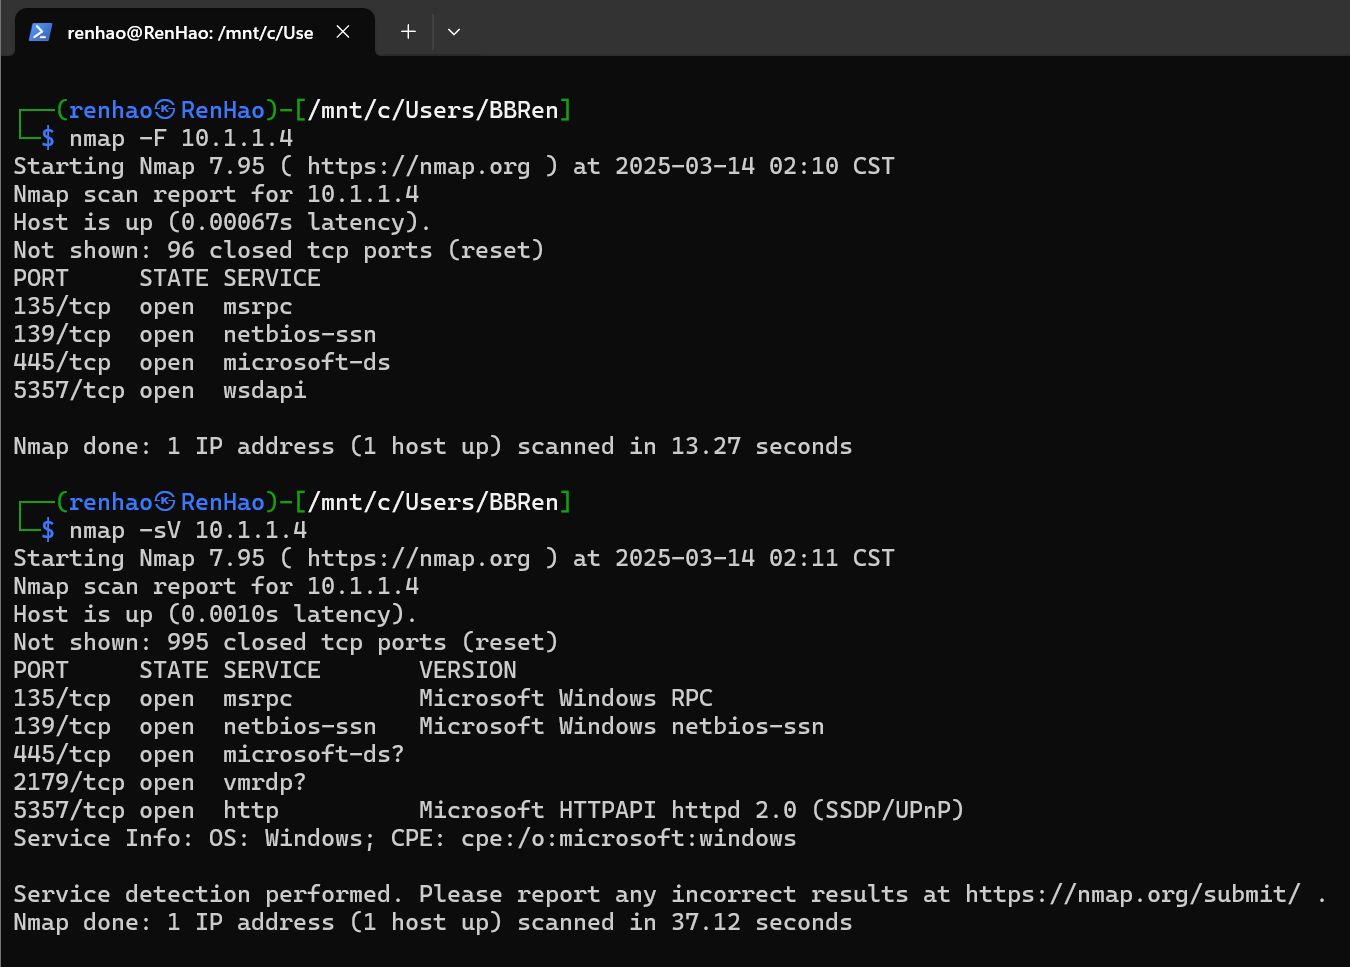 renhao@RenHao: /mnt/c/Use
┌──(renhao㉿RenHao)-[/mnt/c/Users/BBRen]
└─$ nmap -F 10.1.1.4
Starting Nmap 7.95 ( https://nmap.org ) at 2025-03-14 02:10 CST
Nmap scan report for 10.1.1.4
Host is up (0.00067s latency).
Not shown: 96 closed tcp ports (reset)
PORT     STATE SERVICE
135/tcp  open  msrpc
139/tcp  open  netbios-ssn
445/tcp  open  microsoft-ds
5357/tcp open  wsdapi
Nmap done: 1 IP address (1 host up) scanned in 13.27 seconds
┌──(renhao㉿RenHao)-[/mnt/c/Users/BBRen]
└─$ nmap -sV 10.1.1.4
Starting Nmap 7.95 ( https://nmap.org ) at 2025-03-14 02:11 CST
Nmap scan report for 10.1.1.4
Host is up (0.0010s latency).
Not shown: 995 closed tcp ports (reset)
PORT     STATE SERVICE       VERSION
135/tcp  open  msrpc         Microsoft Windows RPC
139/tcp  open  netbios-ssn   Microsoft Windows netbios-ssn
445/tcp  open  microsoft-ds?
2179/tcp open  vmrdp?
5357/tcp open  http          Microsoft HTTPAPI httpd 2.0 (SSDP/UPnP)
Service Info: OS: Windows; CPE: cpe:/o:microsoft:windows
Service detection performed. Please report any incorrect results at https://nmap.org/submit/ .
Nmap done: 1 IP address (1 host up) scanned in 37.12 seconds